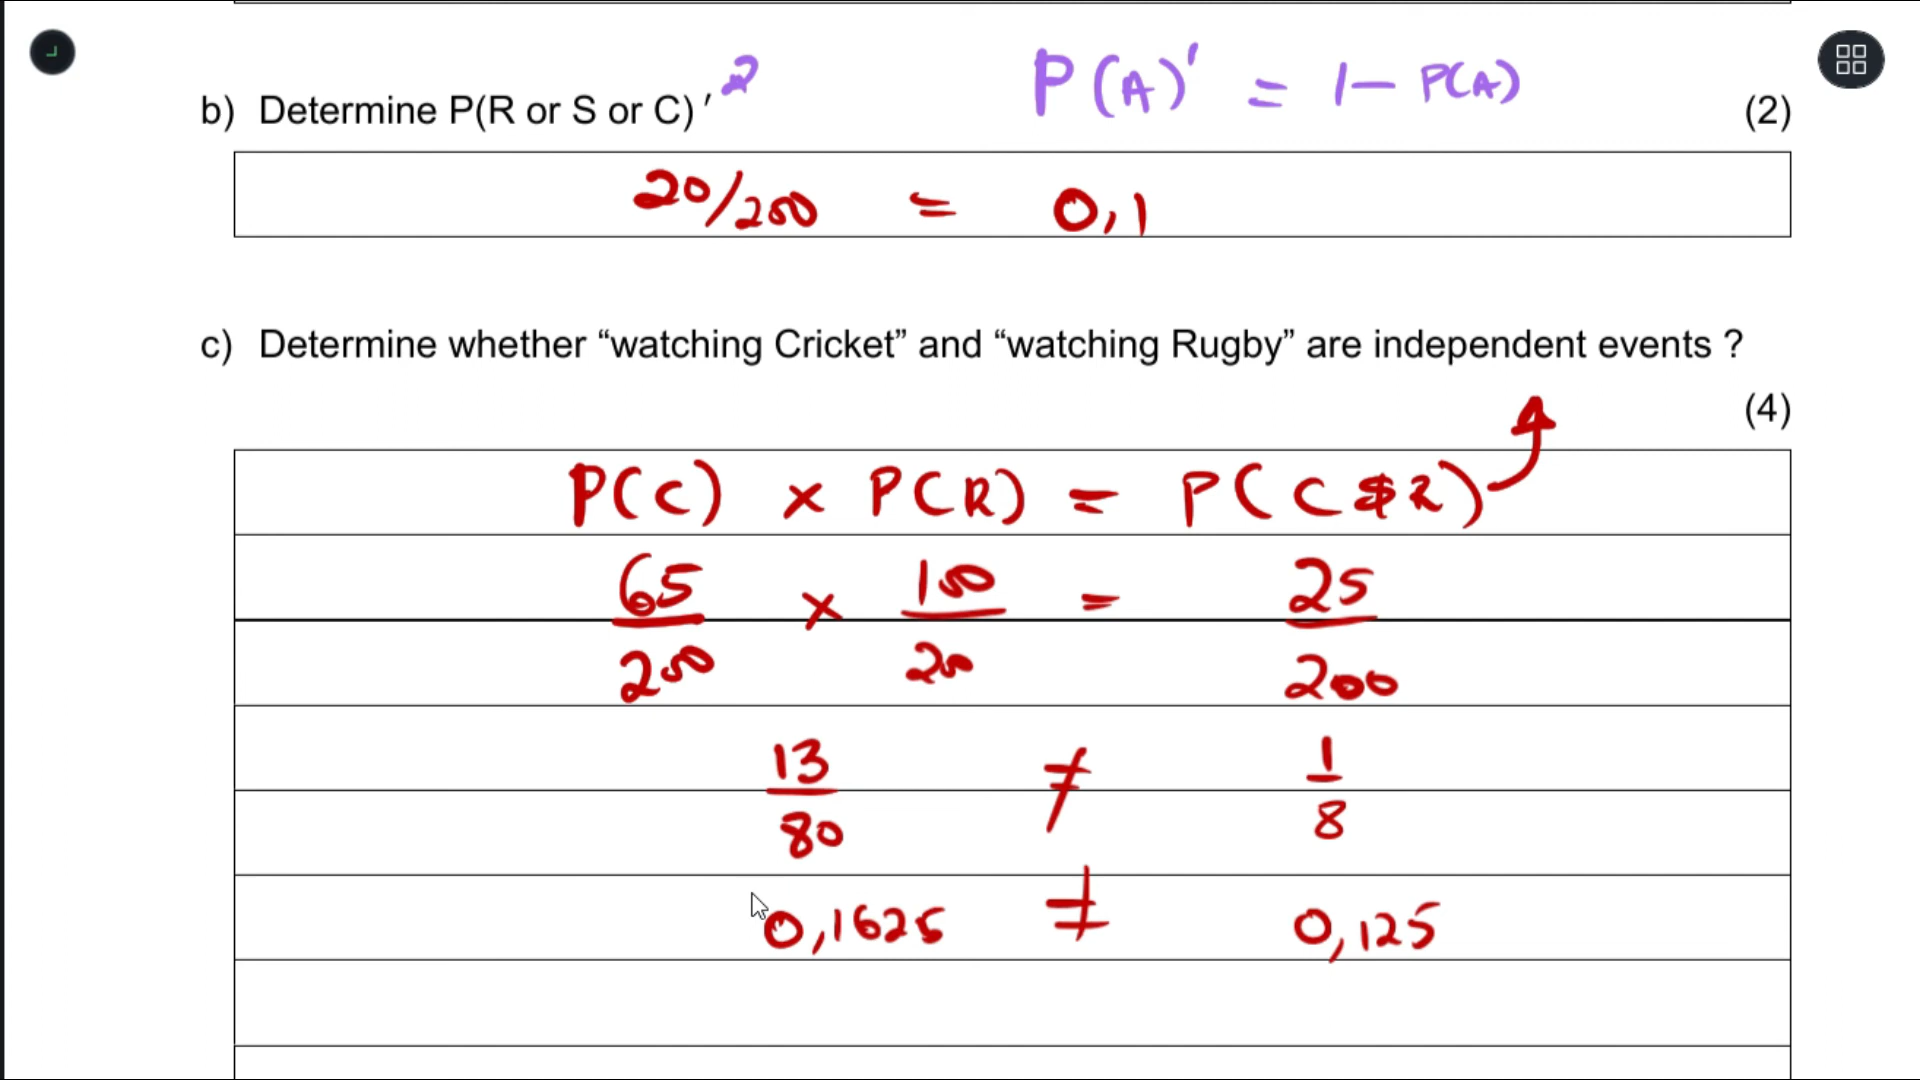 P(A)' = 1 - P(A)
b) Determine P(R or S or C)' 2 (2)
20/200 = 0,1
c) Determine whether “watching Cricket” and “watching Rugby” are independent events ?
(4)
P(C) × P(R) = P(C & R)
65/200 × 100/200 = 25/200
13/80 ≠ 1/8
0,1625 ≠ 0,125